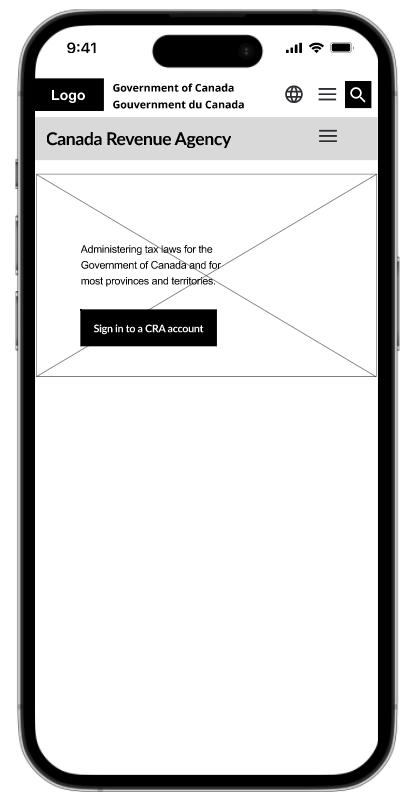 9:41
Logo
Government of Canada
Gouvernment du Canada
Canada Revenue Agency
Administering tax laws for the
Government of Canada and for
most provinces and territories.
Sign in to a CRA account